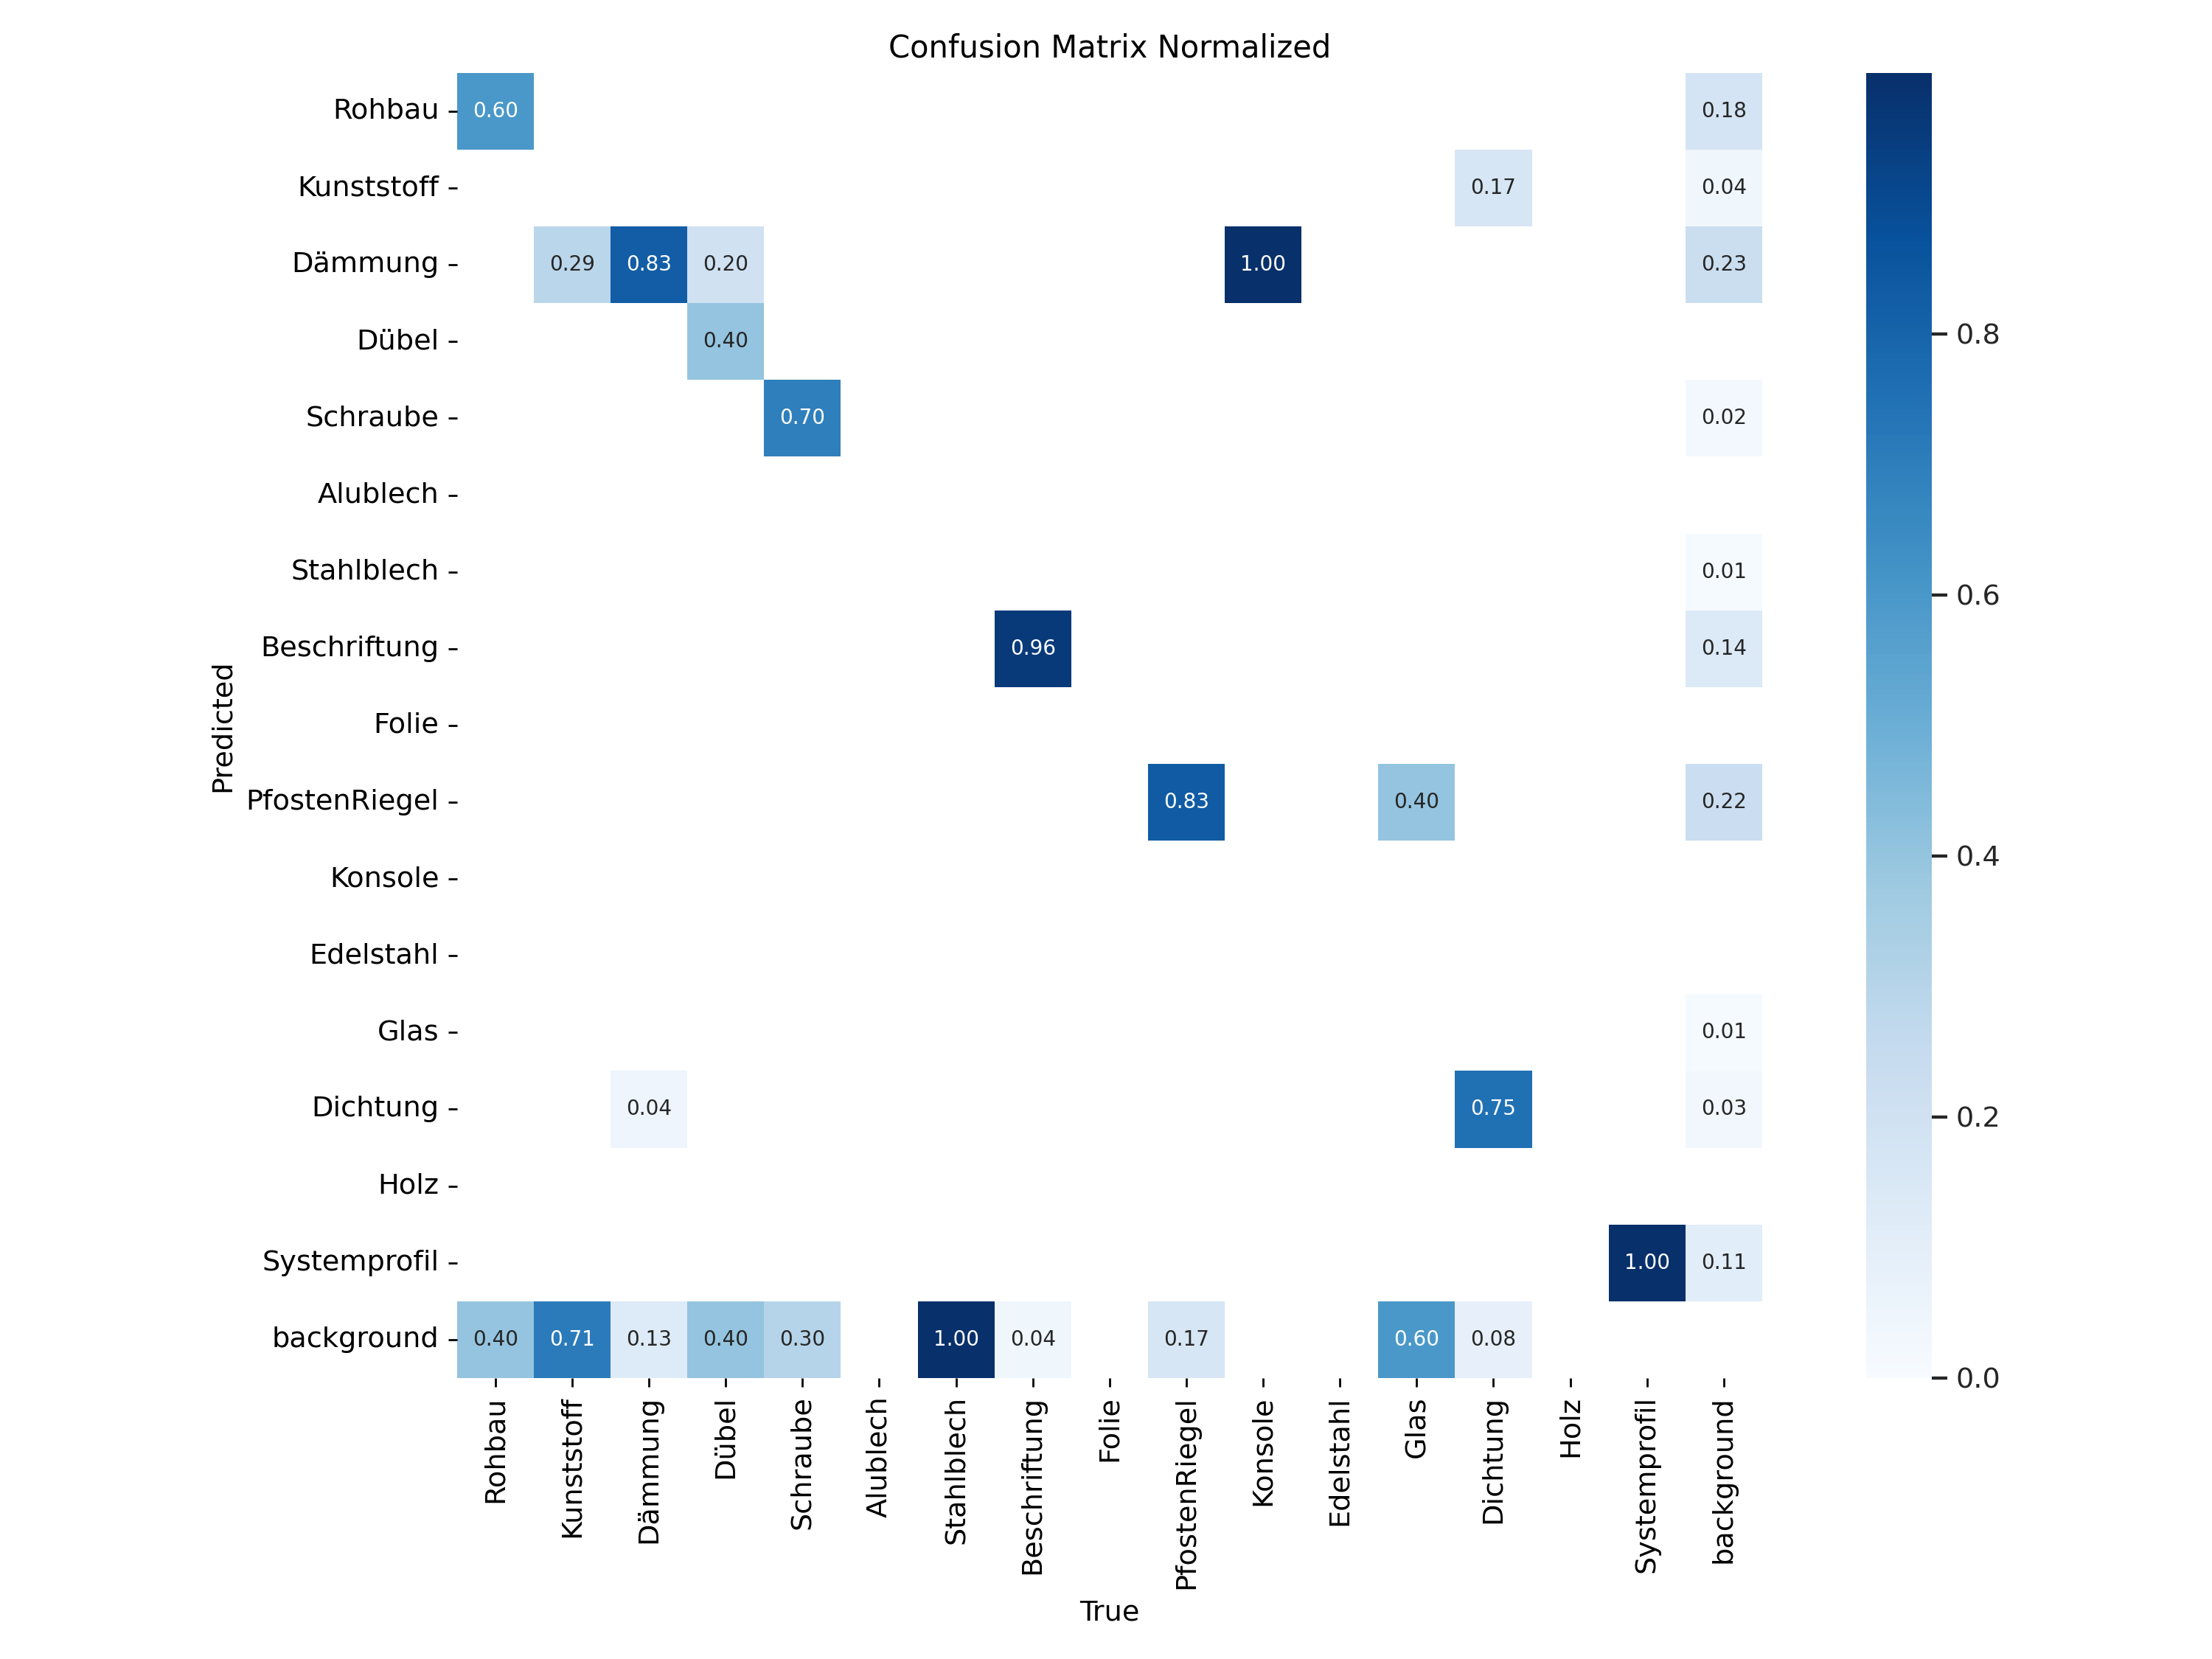 Confusion Matrix Normalized
Rohbau 0.60 0.18
Kunststoff 0.17 0.04
Dämmung 0.29 0.83 0.20 1.00 0.23
Dübel 0.40
Schraube 0.70 0.02
Alublech
Stahlblech 0.01
Beschriftung 0.96 0.14
Folie
PfostenRiegel 0.83 0.40 0.22
Konsole
Edelstahl
Glas 0.01
Dichtung 0.04 0.75 0.03
Holz
Systemprofil 1.00 0.11
background 0.40 0.71 0.13 0.40 0.30 1.00 0.04 0.17 0.60 0.08
Predicted
Rohbau
Kunststoff
Dämmung
Dübel
Schraube
Alublech
Stahlblech
Beschriftung
Folie
PfostenRiegel
Konsole
Edelstahl
Glas
Dichtung
Holz
Systemprofil
background
True
0.8
0.6
0.4
0.2
0.0